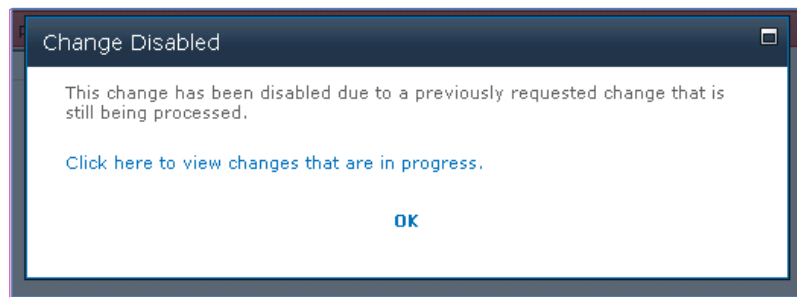 Change Disabled
This change has been disabled due to a previously requested change that is
still being processed.
Click here to view changes that are in progress.
OK